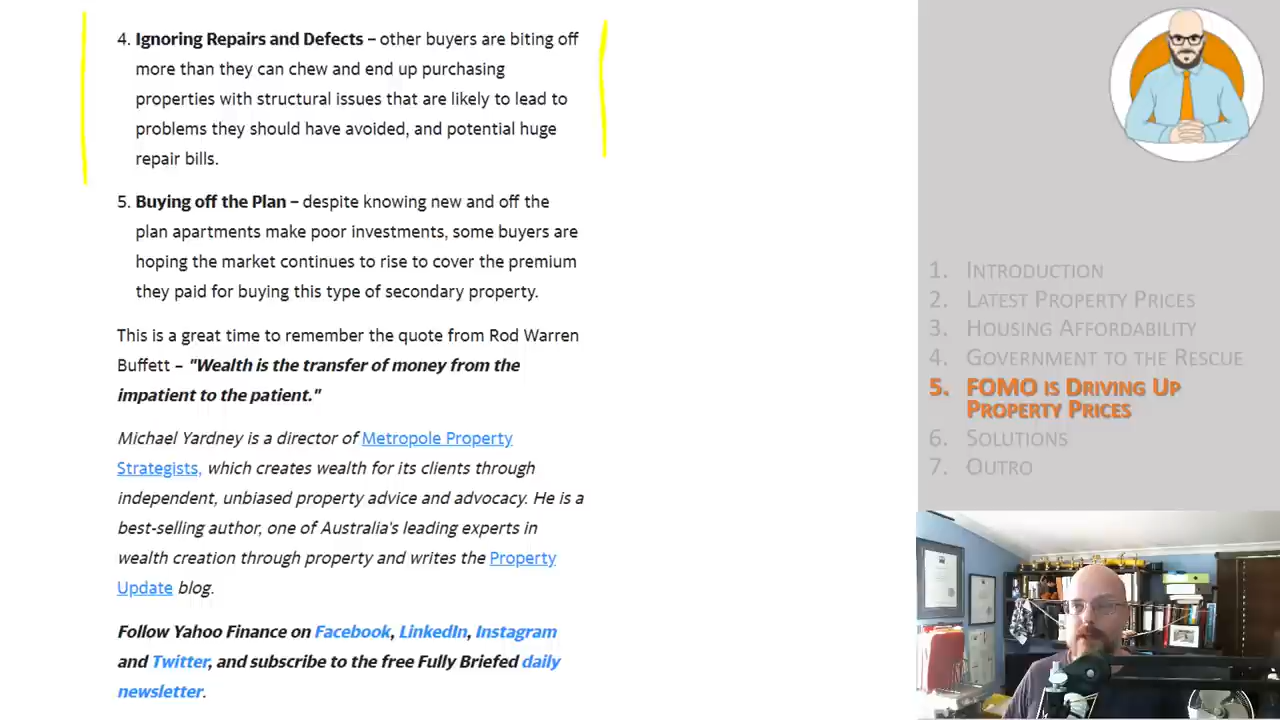 4. Ignoring Repairs and Defects – other buyers are biting off
more than they can chew and end up purchasing
properties with structural issues that are likely to lead to
problems they should have avoided, and potential huge
repair bills.
5. Buying off the Plan – despite knowing new and off the
plan apartments make poor investments, some buyers are
hoping the market continues to rise to cover the premium
they paid for buying this type of secondary property.
This is a great time to remember the quote from Rod Warren
Buffett – "Wealth is the transfer of money from the
impatient to the patient."
Michael Yardney is a director of Metropole Property
Strategists, which creates wealth for its clients through
independent, unbiased property advice and advocacy. He is a
best-selling author, one of Australia's leading experts in
wealth creation through property and writes the Property
Update blog.
Follow Yahoo Finance on Facebook, LinkedIn, Instagram
and Twitter, and subscribe to the free Fully Briefed daily
newsletter.
1. Introduction
2. Latest Property Prices
3. Housing Affordability
4. Government to the Rescue
5. FOMO is Driving Up
Property Prices
6. Solutions
7. Outro